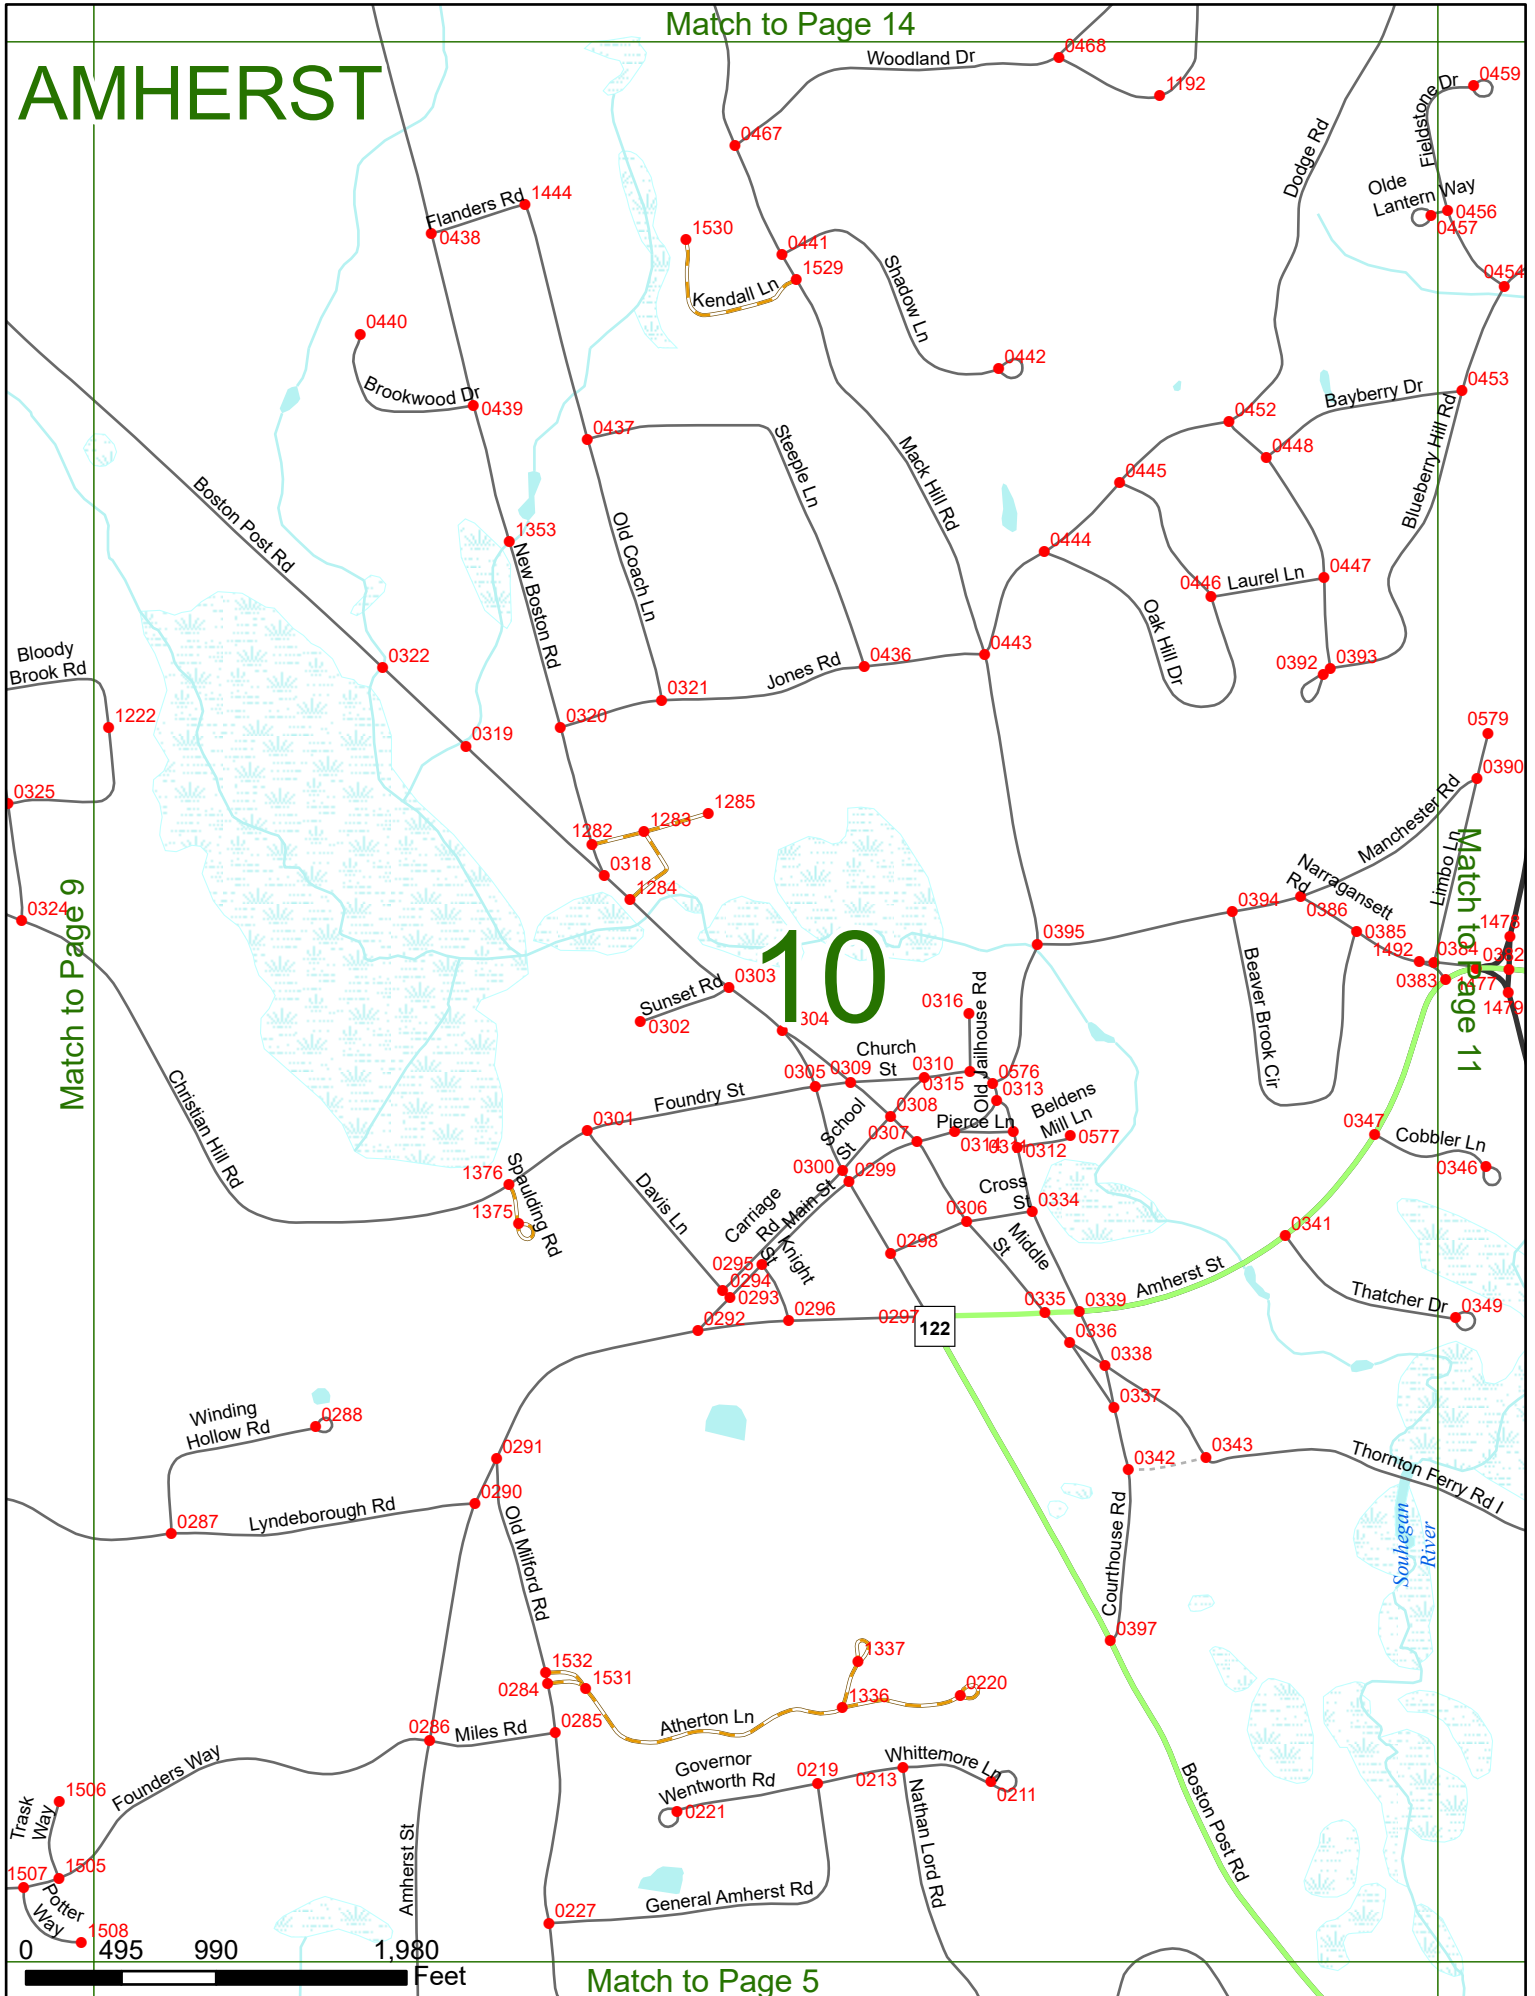 Match to Page 14
AMHERST
Woodland Dr
0468
1192
0459
Fieldstone Dr
0467
Dodge Rd
Olde
Lantern Way
0456
0457
Flanders Rd
1444
0438
1530
0441
1529
Kendall Ln
Shadow Ln
0454
0440
0442
Brookwood Dr
0439
0453
Bayberry Dr
0452
0437
Steeple Ln
Mack Hill Rd
0448
Blueberry Hill Rd
0445
Boston Post Rd
1353
Old Coach Ln
New Boston Rd
0444
0446
Laurel Ln
0447
Oak Hill Dr
Bloody
Brook Rd
0322
0443
0436
Jones Rd
0392
0393
0321
1222
0320
0319
0579
0390
0325
1285
1283
1282
Manchester Rd
0318
1284
Limbo Ln
Narragansett
Rd
Match to Page 9
0324
0394
0386
0385
Match to Page 11
10
0395
1492
0384
1478
0382
0383
1477
1479
0303
Sunset Rd
0302
0316
Old Jailhouse Rd
Beaver Brook Cir
0304
Church
St
0310
0309
0305
0315
0576
0313
Christian Hill Rd
Foundry St
0301
0308
School
St
Pierce Ln
Beldens
Mill Ln
0307
0314
0311
0312
0577
0347
Cobbler Ln
0346
1376
Spaulding Rd
1375
Davis Ln
0300
0299
Carriage
Rd
Main St
Cross
St
0334
0306
Middle
St
0298
0341
Knight
St
0295
0294
0293
Amherst St
Thatcher Dr
0349
0292
0296
0297
122
0335
0339
0336
0338
0337
Winding
Hollow Rd
0288
0291
0342
0343
Thornton Ferry Rd I
0290
Lyndeborough Rd
0287
Old Milford Rd
Courthouse Rd
Souhegan
River
0397
1532
1531
0284
1337
1336
0220
Atherton Ln
0286
Miles Rd
0285
Founders Way
Governor
Wentworth Rd
0219
0213
Whittemore Ln
0211
0221
Boston Post Rd
1506
Trask
Way
Nathan Lord Rd
Amherst St
1505
1507
Potter
Way
General Amherst Rd
0227
1508
0 495 990 1,980
Feet
Match to Page 5